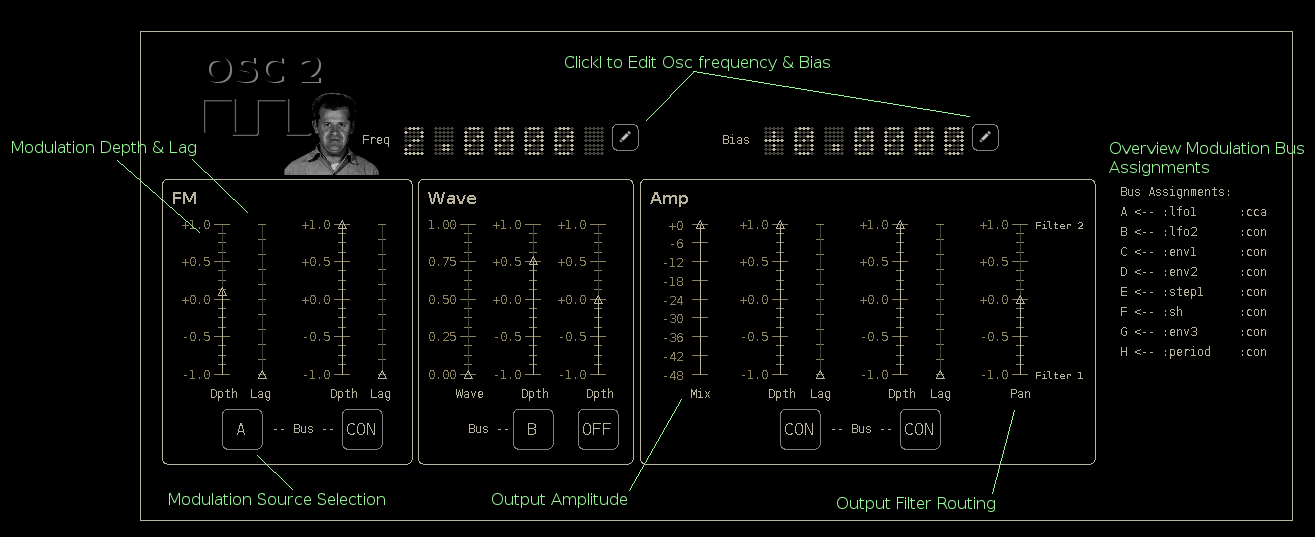 Clickl to Edit Osc frequency & Bias
OSC 2
Freq 2.0000
Bias +0.0000
Modulation Depth & Lag
Overview Modulation Bus
Assignments
Bus Assignments:
A <-- :lfo1 :cca
B <-- :lfo2 :con
C <-- :env1 :con
D <-- :env2 :con
E <-- :step1 :con
F <-- :sh :con
G <-- :env3 :con
H <-- :period :con
FM
+1.0 +1.0
+0.5 +0.5
+0.0 +0.0
-0.5 -0.5
-1.0 -1.0
Dpth Lag Dpth Lag
A -- Bus -- CON
Wave
1.00 +1.0 +1.0
0.75 +0.5 +0.5
0.50 +0.0 +0.0
0.25 -0.5 -0.5
0.00 -1.0 -1.0
Wave Dpth Dpth
Bus -- B OFF
Amp
+0
-6
-12
-18
-24
-30
-36
-42
-48
+1.0 +1.0 +1.0 Filter 2
+0.5 +0.5 +0.5
+0.0 +0.0 +0.0
-0.5 -0.5 -0.5
-1.0 -1.0 -1.0 Filter 1
Mix Dpth Lag Dpth Lag Pan
CON -- Bus -- CON
Modulation Source Selection
Output Amplitude
Output Filter Routing